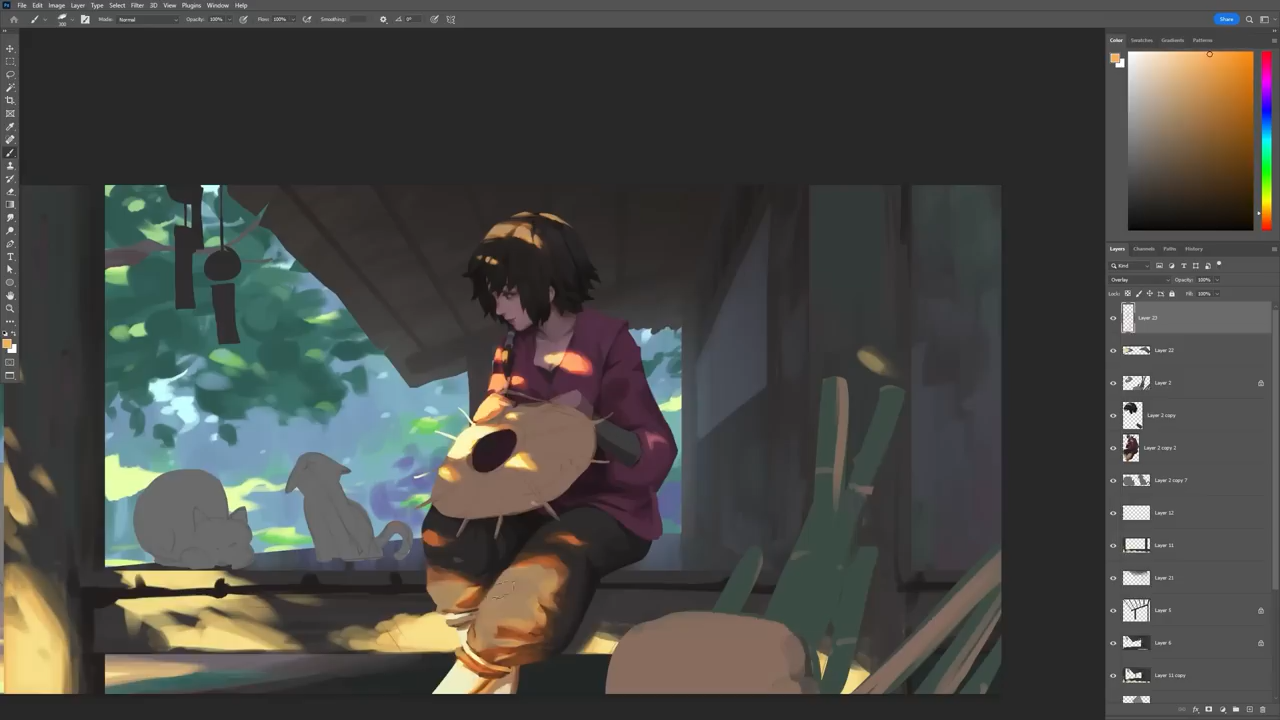 File Edit Image Layer Type Select Filter 3D View Plugins Window Help
Mode: Normal Opacity: 100% Flow: 100% Smoothing: 0° Share
Color Swatches Gradients Patterns
Layers Channels Paths History
Kind
Overlay Opacity: 100%
Lock: Fill: 100%
Layer 23
Layer 22
Layer 2
Layer 2 copy
Layer 2 copy 2
Layer 2 copy 7
Layer 12
Layer 11
Layer 21
Layer 5
Layer 6
Layer 11 copy